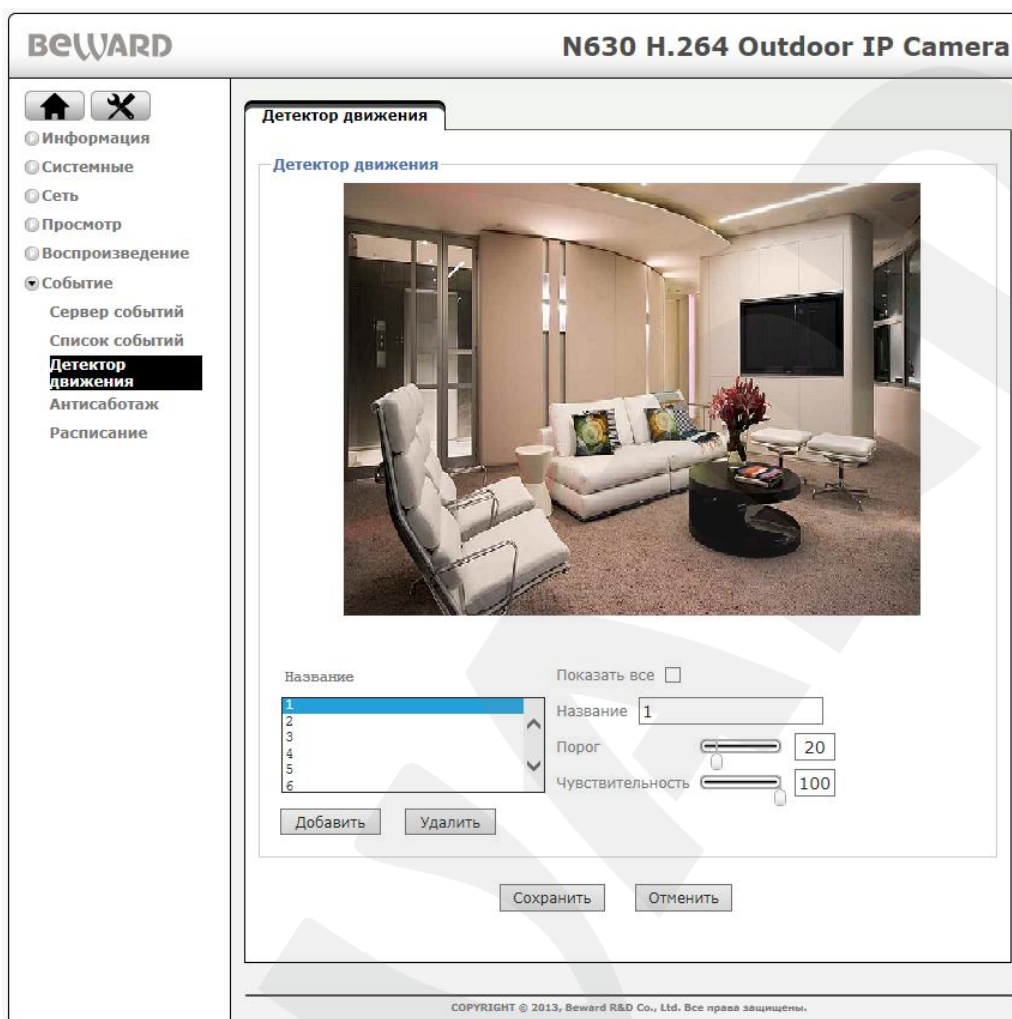 BEWARD
N630 H.264 Outdoor IP Camera
Информация
Системные
Сеть
Просмотр
Воспроизведение
Событие
Сервер событий
Список событий
Детектор
движения
Антисаботаж
Расписание
Детектор движения
Детектор движения
Название
1
2
3
4
5
6
Показать все
Название 1
Порог 20
Чувствительность 100
Добавить Удалить
Сохранить Отменить
COPYRIGHT © 2013, Beward R&D Co., Ltd. Все права защищены.